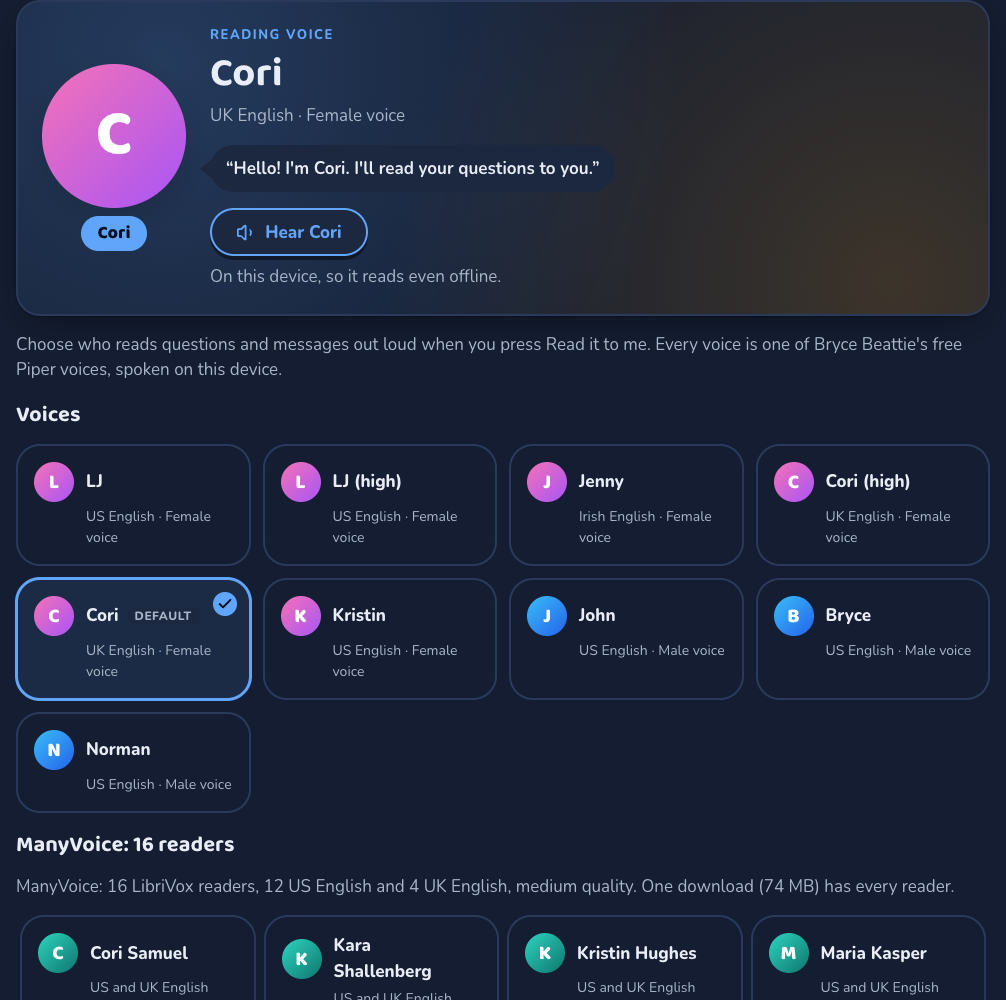 READING VOICE
C
Cori
UK English · Female voice
“Hello! I'm Cori. I'll read your questions to you.”
Cori
Hear Cori
On this device, so it reads even offline.
Choose who reads questions and messages out loud when you press Read it to me. Every voice is one of Bryce Beattie's free
Piper voices, spoken on this device.
Voices
L
LJ
US English · Female
voice
L
LJ (high)
US English · Female
voice
J
Jenny
Irish English · Female
voice
C
Cori (high)
UK English · Female
voice
C
Cori DEFAULT
UK English · Female
voice
K
Kristin
US English · Female
voice
J
John
US English · Male voice
B
Bryce
US English · Male voice
N
Norman
US English · Male voice
ManyVoice: 16 readers
ManyVoice: 16 LibriVox readers, 12 US English and 4 UK English, medium quality. One download (74 MB) has every reader.
C
Cori Samuel
US and UK English
K
Kara
Shallenberg
US and UK English
K
Kristin Hughes
US and UK English
M
Maria Kasper
US and UK English